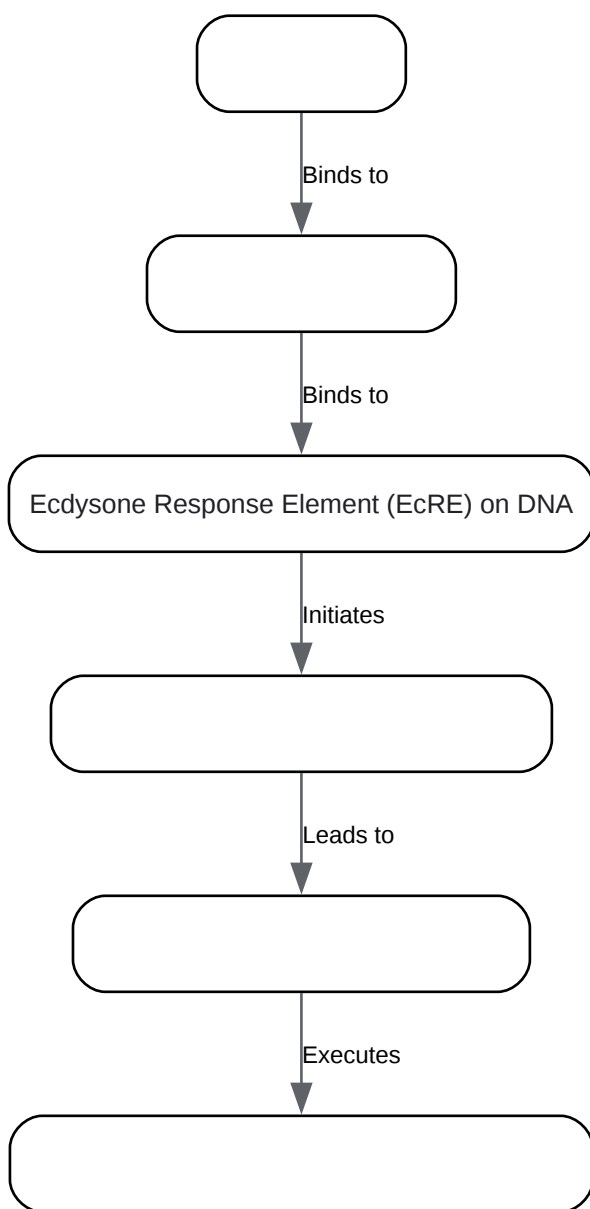 Binds to
Binds to
Ecdysone Response Element (EcRE) on DNA
Initiates
Leads to
Executes